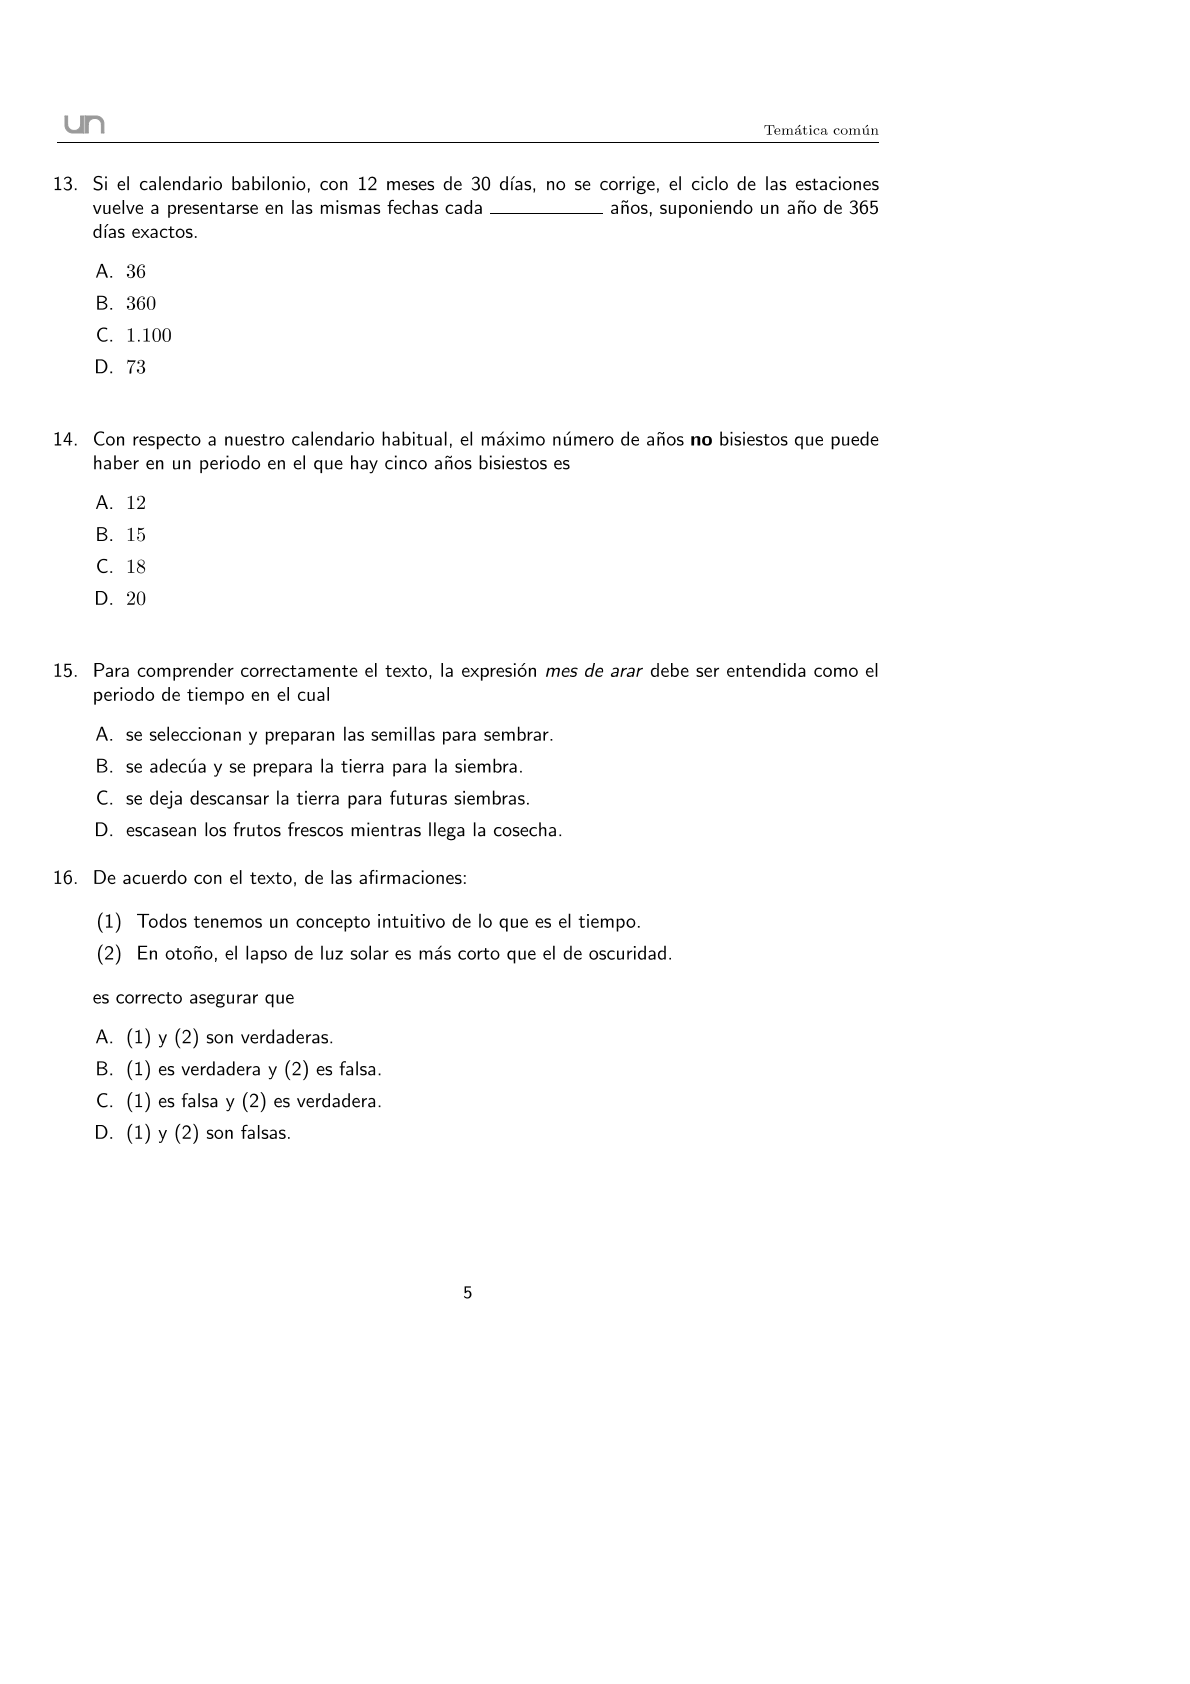 un
Temática común
13. Si el calendario babilonio, con 12 meses de 30 días, no se corrige, el ciclo de las estaciones
vuelve a presentarse en las mismas fechas cada ___________ años, suponiendo un año de 365
días exactos.
A. 36
B. 360
C. 1.100
D. 73
14. Con respecto a nuestro calendario habitual, el máximo número de años no bisiestos que puede
haber en un periodo en el que hay cinco años bisiestos es
A. 12
B. 15
C. 18
D. 20
15. Para comprender correctamente el texto, la expresión mes de arar debe ser entendida como el
periodo de tiempo en el cual
A. se seleccionan y preparan las semillas para sembrar.
B. se adecúa y se prepara la tierra para la siembra.
C. se deja descansar la tierra para futuras siembras.
D. escasean los frutos frescos mientras llega la cosecha.
16. De acuerdo con el texto, de las afirmaciones:
(1) Todos tenemos un concepto intuitivo de lo que es el tiempo.
(2) En otoño, el lapso de luz solar es más corto que el de oscuridad.
es correcto asegurar que
A. (1) y (2) son verdaderas.
B. (1) es verdadera y (2) es falsa.
C. (1) es falsa y (2) es verdadera.
D. (1) y (2) son falsas.
5